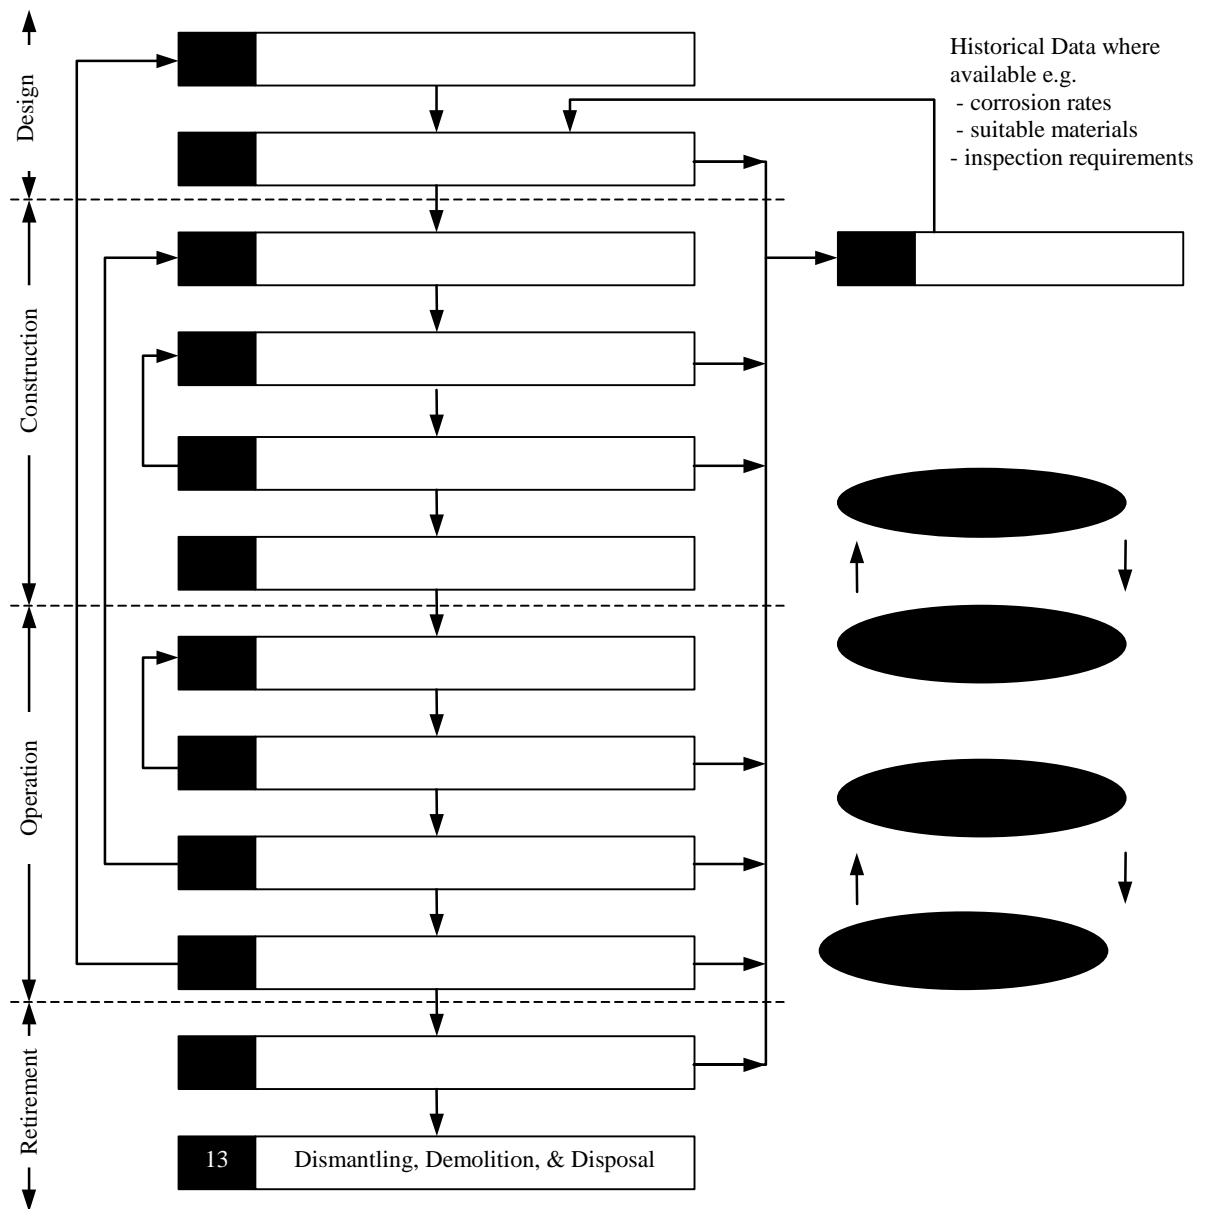 Historical Data where
available e.g.
- corrosion rates
- suitable materials
- inspection requirements
Design
Construction
Operation
Retirement
13 Dismantling, Demolition, & Disposal